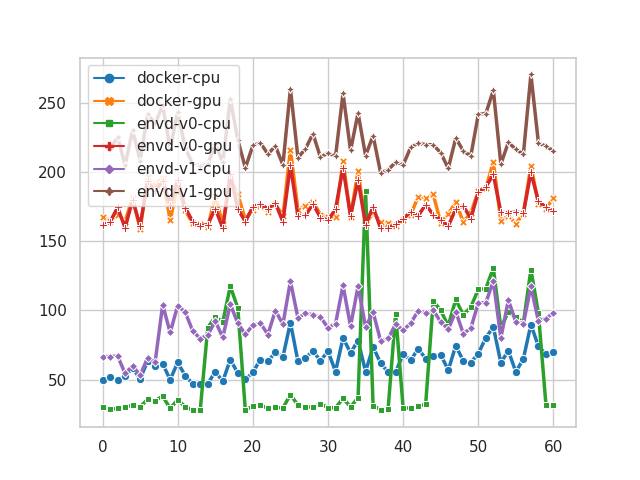 docker-cpu
docker-gpu
envd-v0-cpu
envd-v0-gpu
envd-v1-cpu
envd-v1-gpu
250
200
150
100
50
0 10 20 30 40 50 60